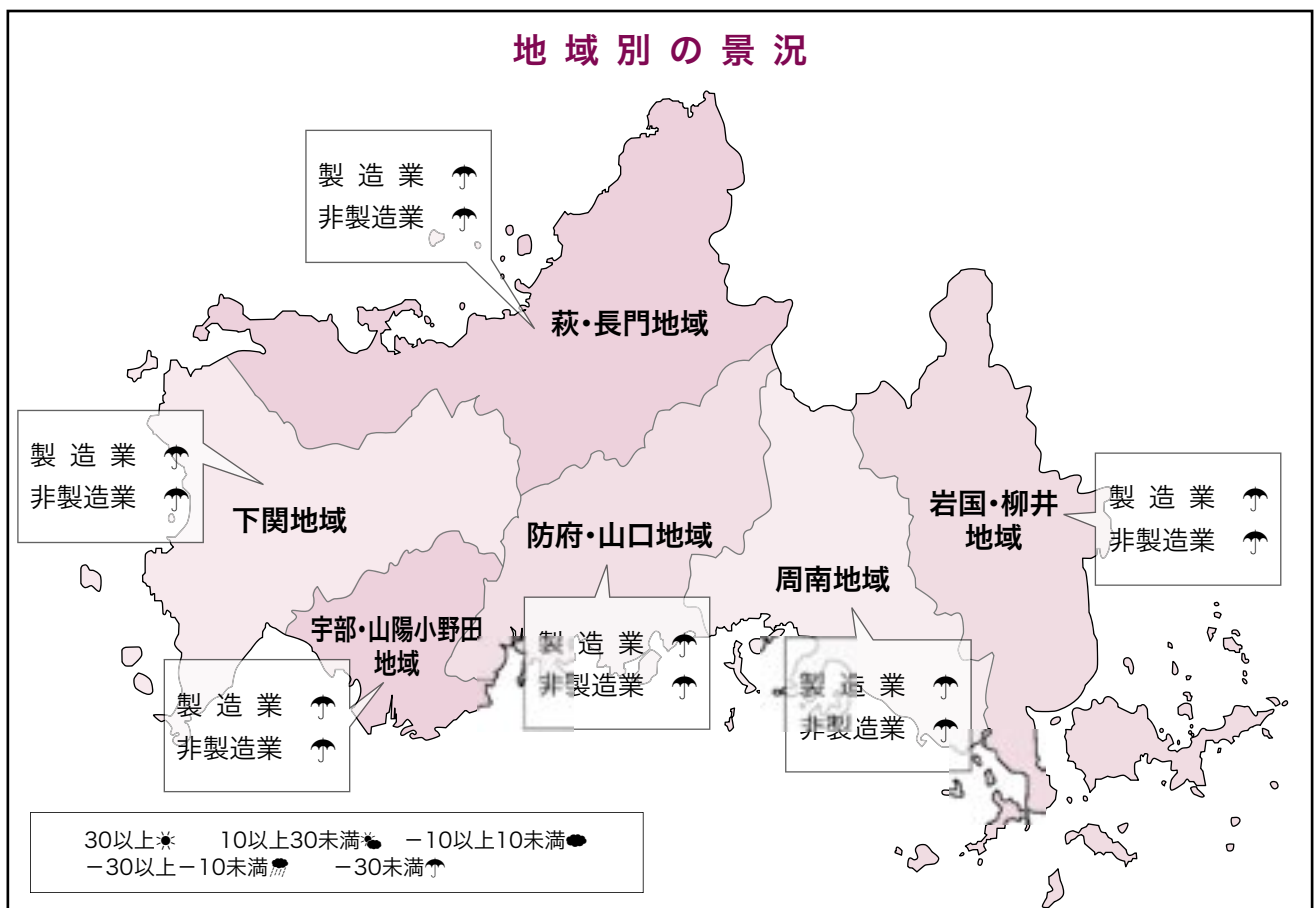 地域別の景況
製造業 ☂
非製造業 ☂
萩・長門地域
製造業 ☂
非製造業 ☂
下関地域
岩国・柳井
地域
製造業 ☂
非製造業 ☂
防府・山口地域
製造業 ☂
非製造業 ☂
周南地域
製造業 ☂
非製造業 ☂
宇部・山陽小野田
地域
製造業 ☂
非製造業 ☂
30以上☀ 10以上30未満🌤 −10以上10未満☁
−30以上−10未満🌧 −30未満☂